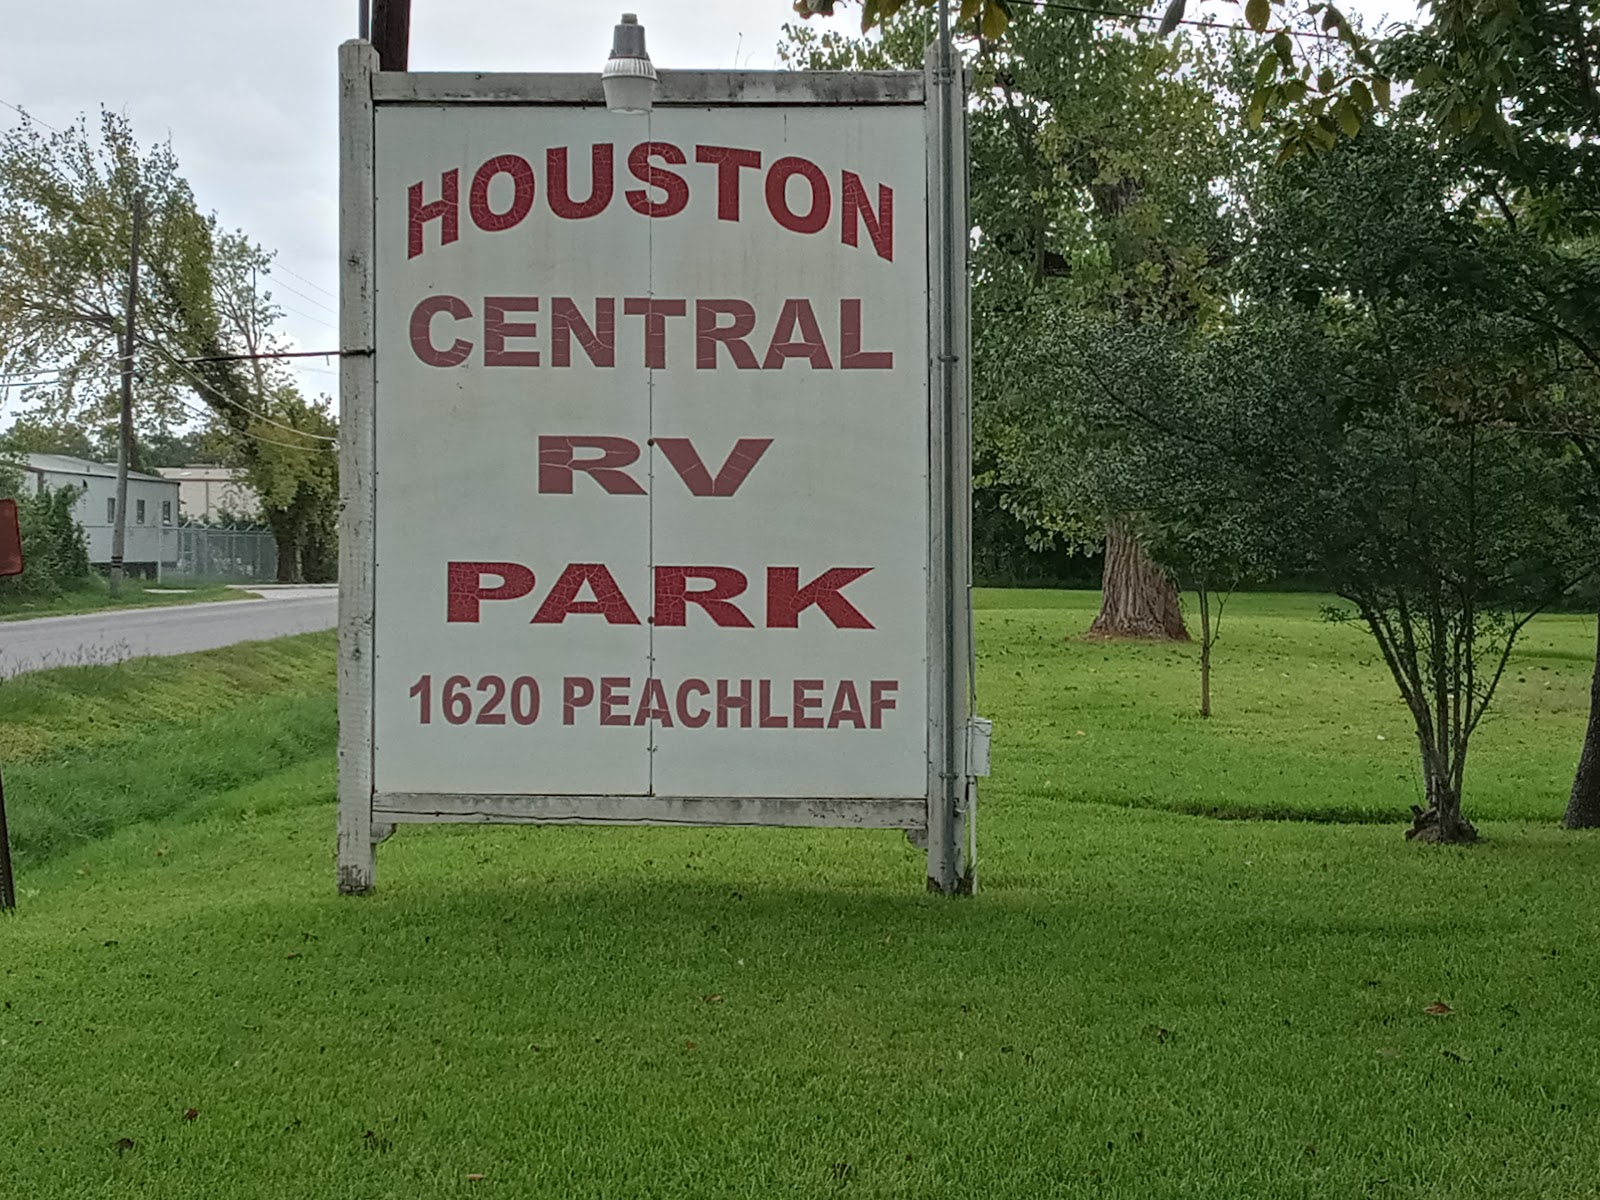 HOUSTON
CENTRAL
RV
PARK
1620 PEACHLEAF